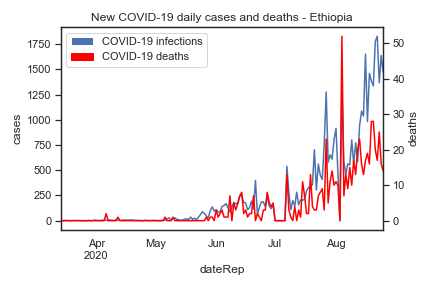 New COVID-19 daily cases and deaths - Ethiopia
COVID-19 infections
COVID-19 deaths
1750
1500
1250
1000
750
500
250
0
cases
50
40
30
20
10
0
deaths
Apr
2020
May
Jun
Jul
Aug
dateRep